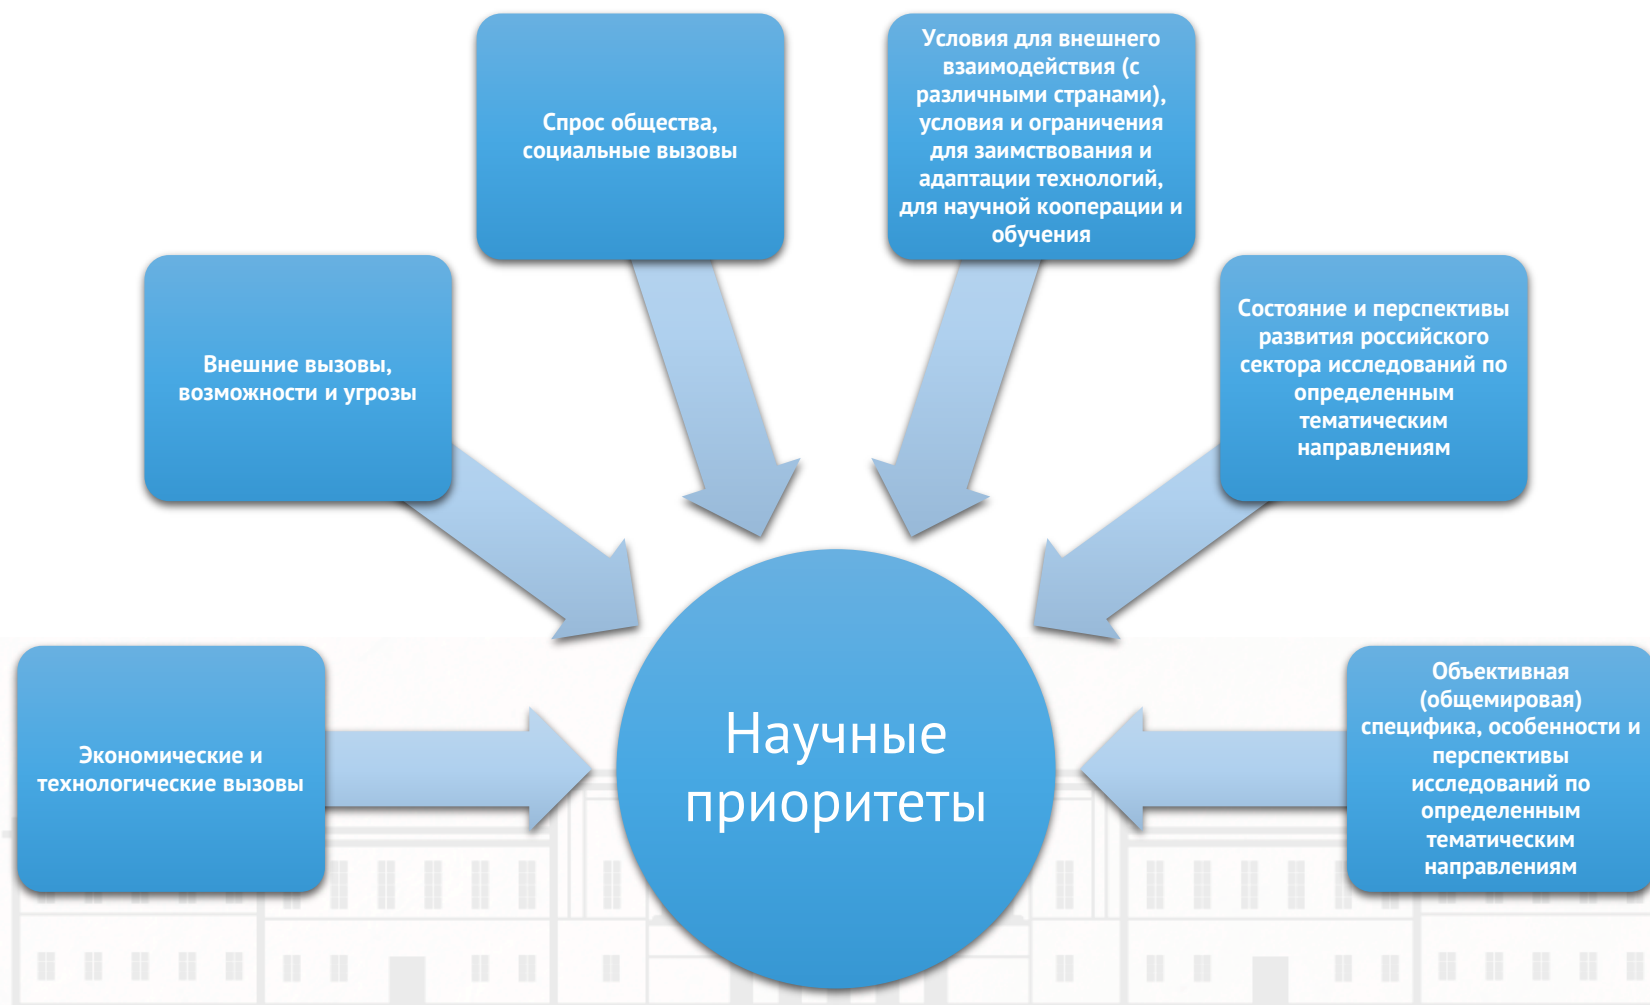 Спрос общества,
социальные вызовы
Условия для внешнего
взаимодействия (с
различными странами),
условия и ограничения
для заимствования и
адаптации технологий,
для научной кооперации и
обучения
Внешние вызовы,
возможности и угрозы
Состояние и перспективы
развития российского
сектора исследований по
определенным
тематическим
направлениям
Экономические и
технологические вызовы
Научные
приоритеты
Объективная
(общемировая)
специфика, особенности и
перспективы
исследований по
определенным
тематическим
направлениям